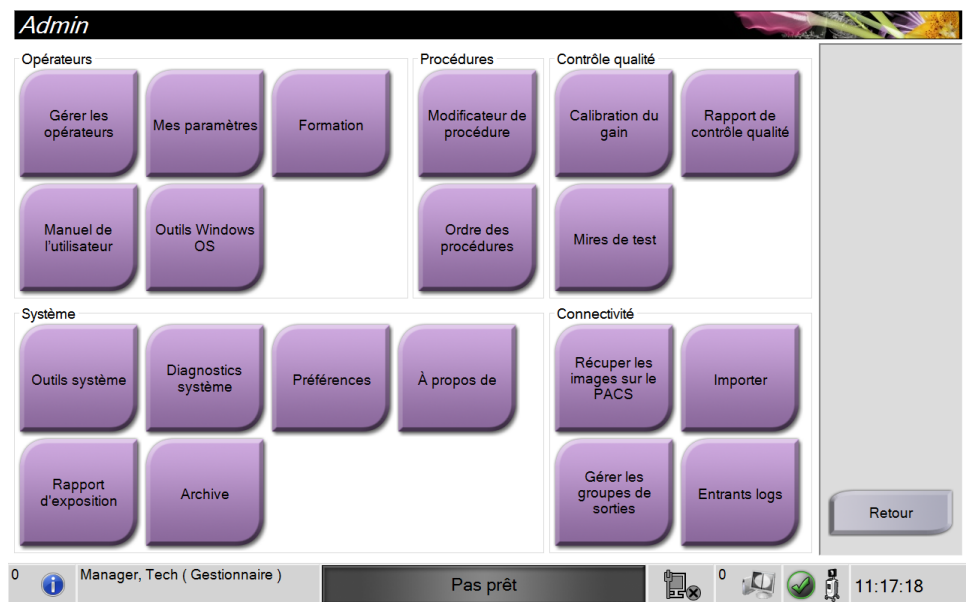 Admin
Opérateurs
Gérer les
opérateurs
Mes paramètres
Formation
Manuel de
l'utilisateur
Outils Windows
OS
Procédures
Modificateur de
procédure
Ordre des
procédures
Contrôle qualité
Calibration du
gain
Rapport de
contrôle qualité
Mires de test
Système
Outils système
Diagnostics
système
Préférences
À propos de
Rapport
d'exposition
Archive
Connectivité
Récuper les
images sur le
PACS
Importer
Gérer les
groupes de
sorties
Entrants logs
Retour
0
Manager, Tech ( Gestionnaire )
Pas prêt
0
11:17:18